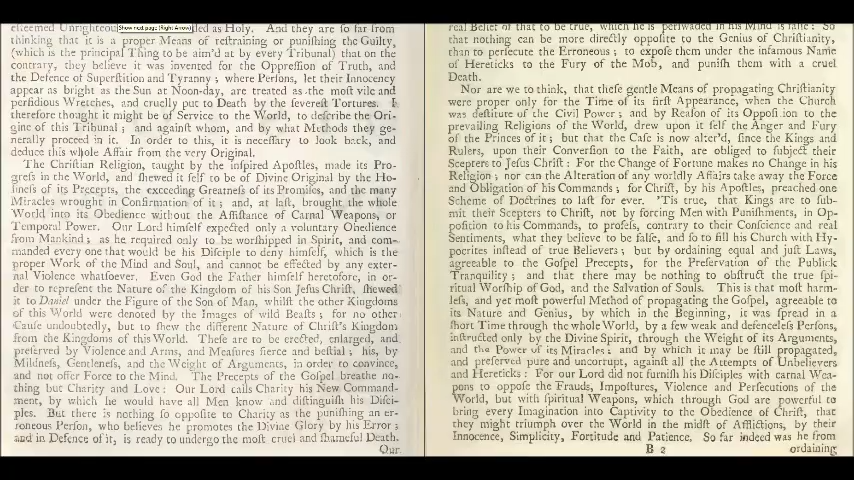 esteemed Unrighteous led as Holy. And they are so far from
Show next page (Right Arrow)
thinking that it is a proper Means of reſtraining or puniſhing the Guilty,
(which is the principal Thing to be aim'd at by every Tribunal) that on the
contrary, they believe it was invented for the Oppreſſion of Truth, and
the Defence of Superſtition and Tyranny; where Perſons, let their Innocency
appear as bright as the Sun at Noon-day, are treated as the moſt vile and
perfidious Wretches, and cruelly put to Death by the ſevereſt Tortures. I
therefore thought it might be of Service to the World, to deſcribe the Ori-
gine of this Tribunal; and againſt whom, and by what Methods they ge-
nerally proceed in it. In order to this, it is neceſſary to look back, and
deduce this whole Affair from the very Original.
The Chriſtian Religion, taught by the inſpired Apoſtles, made its Pro-
greſs in the World, and ſhewed it ſelf to be of Divine Original by the Ho-
lineſs of its Precepts, the exceeding Greatneſs of its Promiſes, and the many
Miracles wrought in Confirmation of it; and, at laſt, brought the whole
World into its Obedience without the Aſſiſtance of Carnal Weapons, or
Temporal Power. Our Lord himſelf expected only a voluntary Obedience
from Mankind; as he required only to be worſhipped in Spirit, and com-
manded every one that would be his Diſciple to deny himſelf, which is the
proper Work of the Mind and Soul, and cannot be effected by any exter-
nal Violence whatſoever. Even God the Father himſelf heretofore, in or-
der to repreſent the Nature of the Kingdom of his Son Jeſus Chriſt, ſhewed
it to Daniel under the Figure of the Son of Man, whilſt the other Kingdoms
of this World were denoted by the Images of wild Beaſts; for no other
Cauſe undoubtedly, but to ſhew the different Nature of Chriſt's Kingdom
from the Kingdoms of this World. Theſe are to be erected, enlarged, and
preſerved by Violence and Arms, and Meaſures fierce and beſtial; his, by
Mildneſs, Gentleneſs, and the Weight of Arguments, in order to convince,
and not offer Force to the Mind. The Precepts of the Goſpel breathe no-
thing but Charity and Love: Our Lord calls Charity his New Command-
ment, by which he would have all Men know and diſtinguiſh his Diſci-
ples. But there is nothing ſo oppoſite to Charity as the puniſhing an er-
roneous Perſon, who believes he promotes the Divine Glory by his Error;
and in Defence of it, is ready to undergo the moſt cruel and ſhameful Death.
Our
real Belief of that to be true, which he is perſwaded in his Mind is falſe: So
that nothing can be more directly oppoſite to the Genius of Chriſtianity,
than to perſecute the Erroneous; to expoſe them under the infamous Name
of Hereticks to the Fury of the Mob, and puniſh them with a cruel
Death.
Nor are we to think, that theſe gentle Means of propagating Chriſtianity
were proper only for the Time of its firſt Appearance, when the Church
was deſtitute of the Civil Power; and by Reaſon of its Oppoſition to the
prevailing Religions of the World, drew upon it ſelf the Anger and Fury
of the Princes of it; but that the Caſe is now alter'd, ſince the Kings and
Rulers, upon their Converſion to the Faith, are obliged to ſubject their
Scepters to Jeſus Chriſt: For the Change of Fortune makes no Change in his
Religion; nor can the Alteration of any worldly Affairs take away the Force
and Obligation of his Commands; for Chriſt, by his Apoſtles, preached one
Scheme of Doctrines to laſt for ever. 'Tis true, that Kings are to ſub-
mit their Scepters to Chriſt, not by forcing Men with Puniſhments, in Op-
poſition to his Commands, to profeſs, contrary to their Conſcience and real
Sentiments, what they believe to be falſe, and ſo to fill his Church with Hy-
pocrites inſtead of true Believers; but by ordaining equal and juſt Laws,
agreeable to the Goſpel Precepts, for the Preſervation of the Publick
Tranquility; and that there may be nothing to obſtruct the true ſpi-
ritual Worſhip of God, and the Salvation of Souls. This is that moſt harm-
leſs, and yet moſt powerful Method of propagating the Goſpel, agreeable to
its Nature and Genius, by which in the Beginning, it was ſpread in a
ſhort Time through the whole World, by a few weak and defenceleſs Perſons,
inſtructed only by the Divine Spirit, through the Weight of its Arguments,
and the Power of its Miracles; and by which it may be ſtill propagated,
and preſerved pure and uncorrupt, againſt all the Attempts of Unbelievers
and Hereticks: For our Lord did not furniſh his Diſciples with carnal Wea-
pons to oppoſe the Frauds, Impoſtures, Violence and Perſecutions of the
World, but with ſpiritual Weapons, which through God are powerful to
bring every Imagination into Captivity to the Obedience of Chriſt, that
they might triumph over the World in the midſt of Afflictions, by their
Innocence, Simplicity, Fortitude and Patience. So far indeed was he from
B 2 ordaining